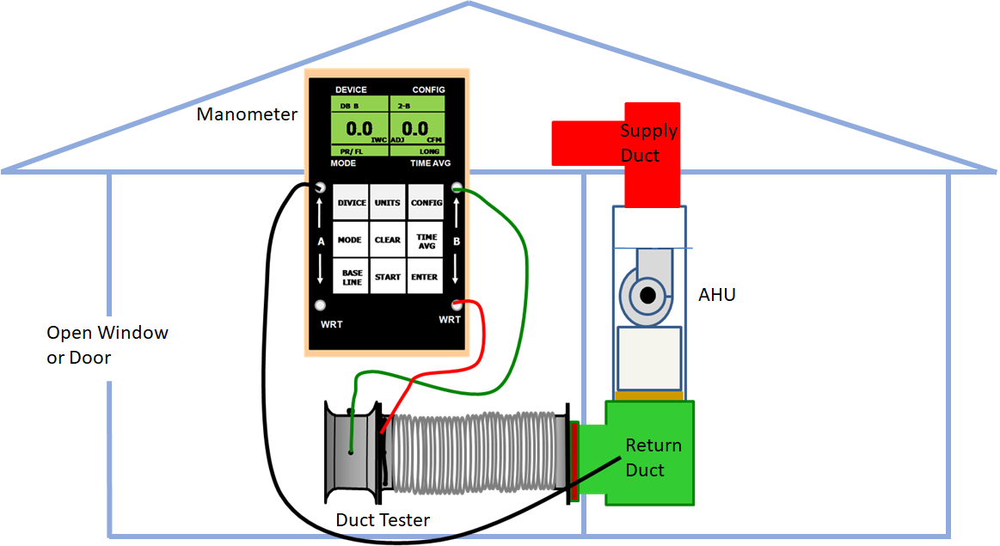 Manometer
DEVICE CONFIG
DB B 2-B
0.0 0.0
IWC ADJ CFM
PR/ FL LONG
MODE TIME AVG
DIVICE UNITS CONFIG
A MODE CLEAR TIME AVG B
BASE LINE START ENTER
WRT WRT
Supply
Duct
AHU
Open Window
or Door
Return
Duct
Duct Tester